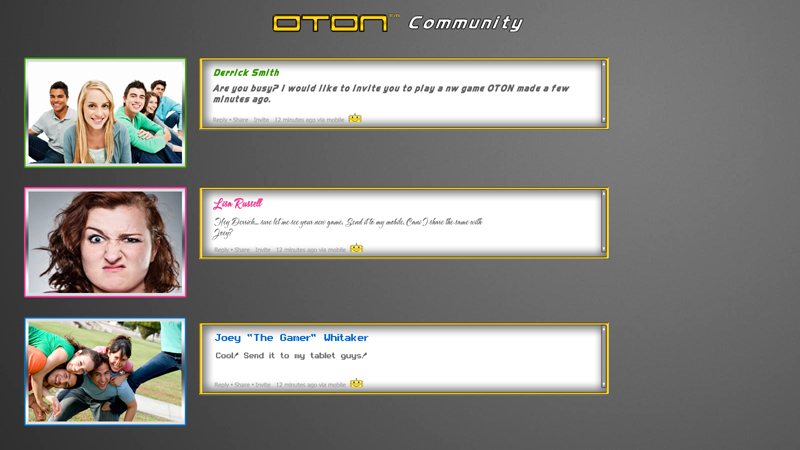 OTON™ Community
Derrick Smith
Are you busy? I would like to invite you to play a nw game OTON made a few
minutes ago.
Reply • Share Invite 12 minutes ago via mobile
Lisa Russell
Hey Derrick... sure let me see your new game. Send it to my mobile. Can I share the same with
Joey?
Reply • Share Invite 12 minutes ago via mobile
Joey "The Gamer" Whitaker
Cool! Send it to my tablet guys!
Reply • Share • Invite 12 minutes ago via mobile